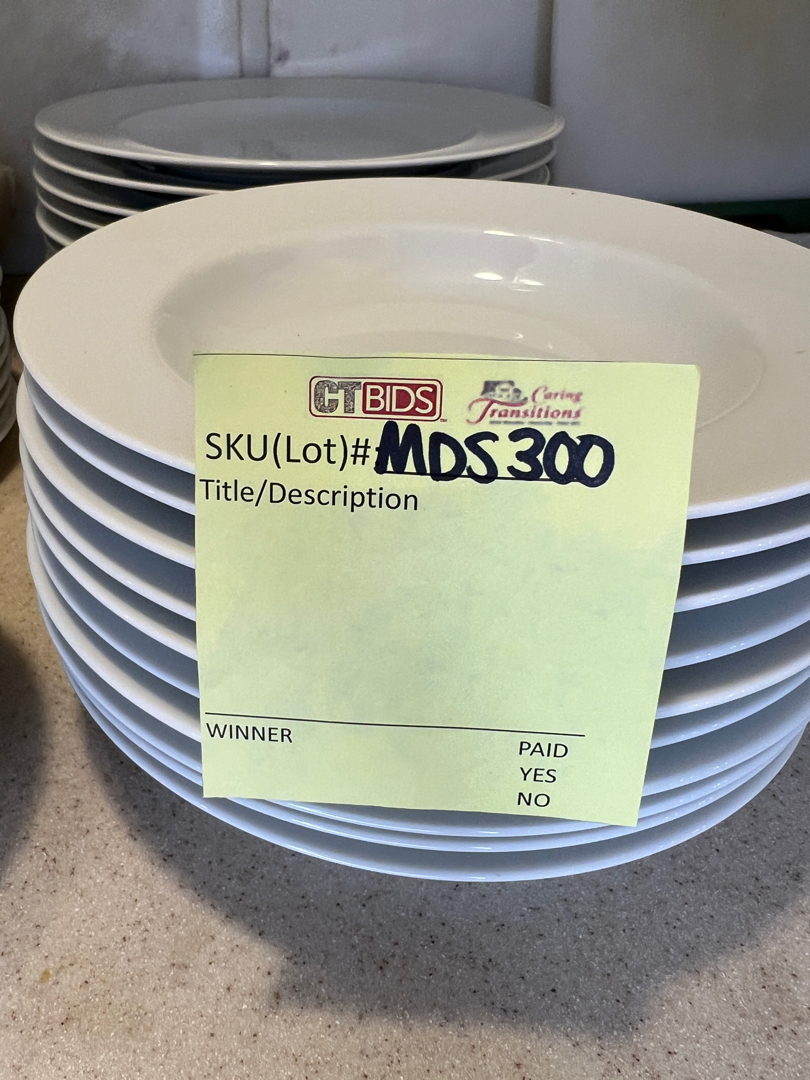 CTBIDS
Caring
Transitions
SKU(Lot)#: MDS300
Title/Description
WINNER
PAID
YES
NO